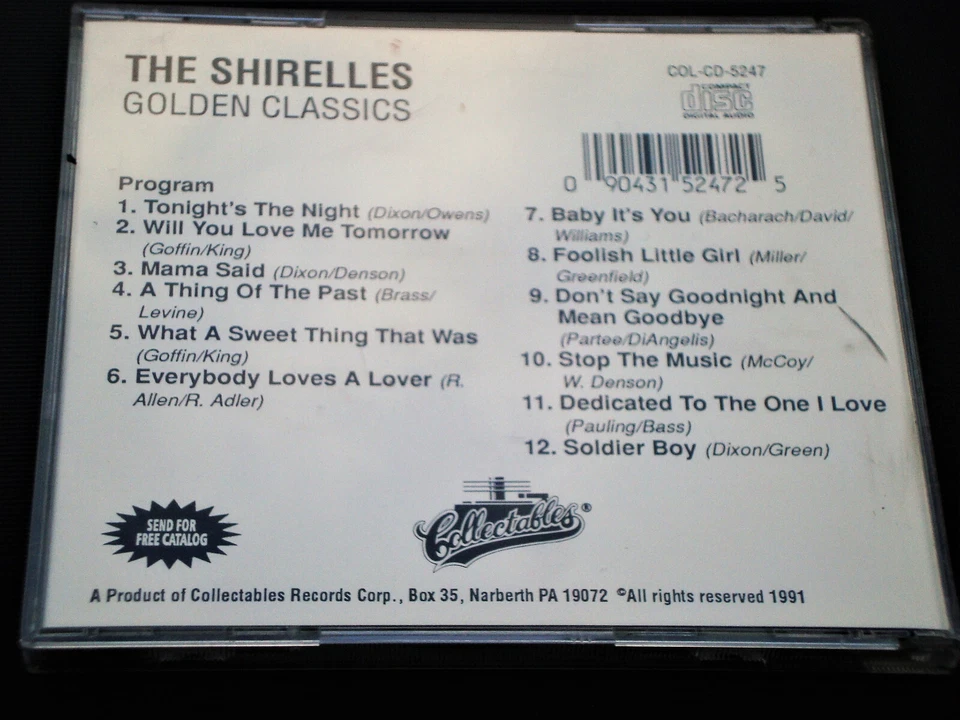 THE SHIRELLES
GOLDEN CLASSICS
COL-CD-5247
COMPACT
disc
DIGITAL AUDIO
0 90431 52472 5
Program
1. Tonight's The Night (Dixon/Owens)
2. Will You Love Me Tomorrow
(Goffin/King)
3. Mama Said (Dixon/Denson)
4. A Thing Of The Past (Brass/
Levine)
5. What A Sweet Thing That Was
(Goffin/King)
6. Everybody Loves A Lover (R.
Allen/R. Adler)
7. Baby It's You (Bacharach/David/
Williams)
8. Foolish Little Girl (Miller/
Greenfield)
9. Don't Say Goodnight And
Mean Goodbye
(Partee/DiAngelis)
10. Stop The Music (McCoy/
W. Denson)
11. Dedicated To The One I Love
(Pauling/Bass)
12. Soldier Boy (Dixon/Green)
SEND FOR
FREE CATALOG
Collectables®
A Product of Collectables Records Corp., Box 35, Narberth PA 19072 ©All rights reserved 1991